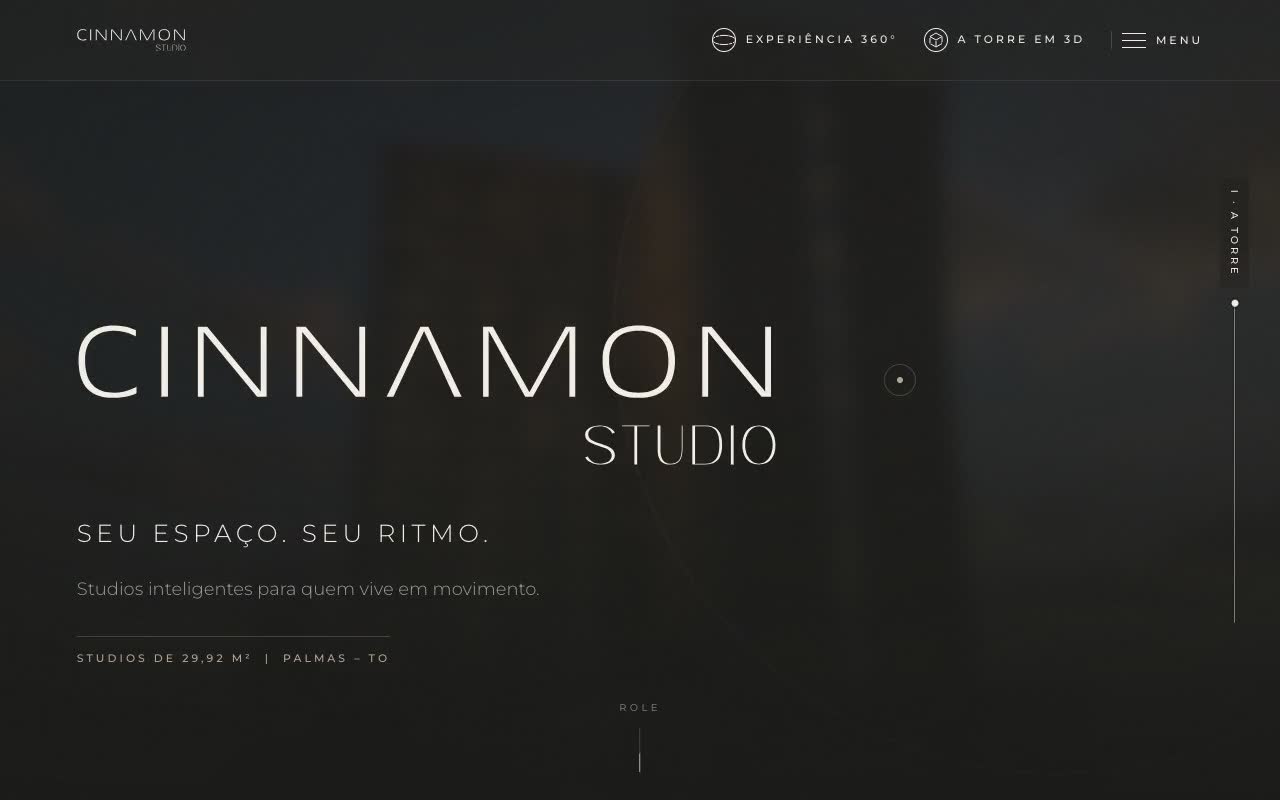 CINNAMON
STUDIO
EXPERIÊNCIA 360°
A TORRE EM 3D
MENU
I · A TORRE
CINNAMON
STUDIO
SEU ESPAÇO. SEU RITMO.
Studios inteligentes para quem vive em movimento.
STUDIOS DE 29,92 M² | PALMAS – TO
ROLE